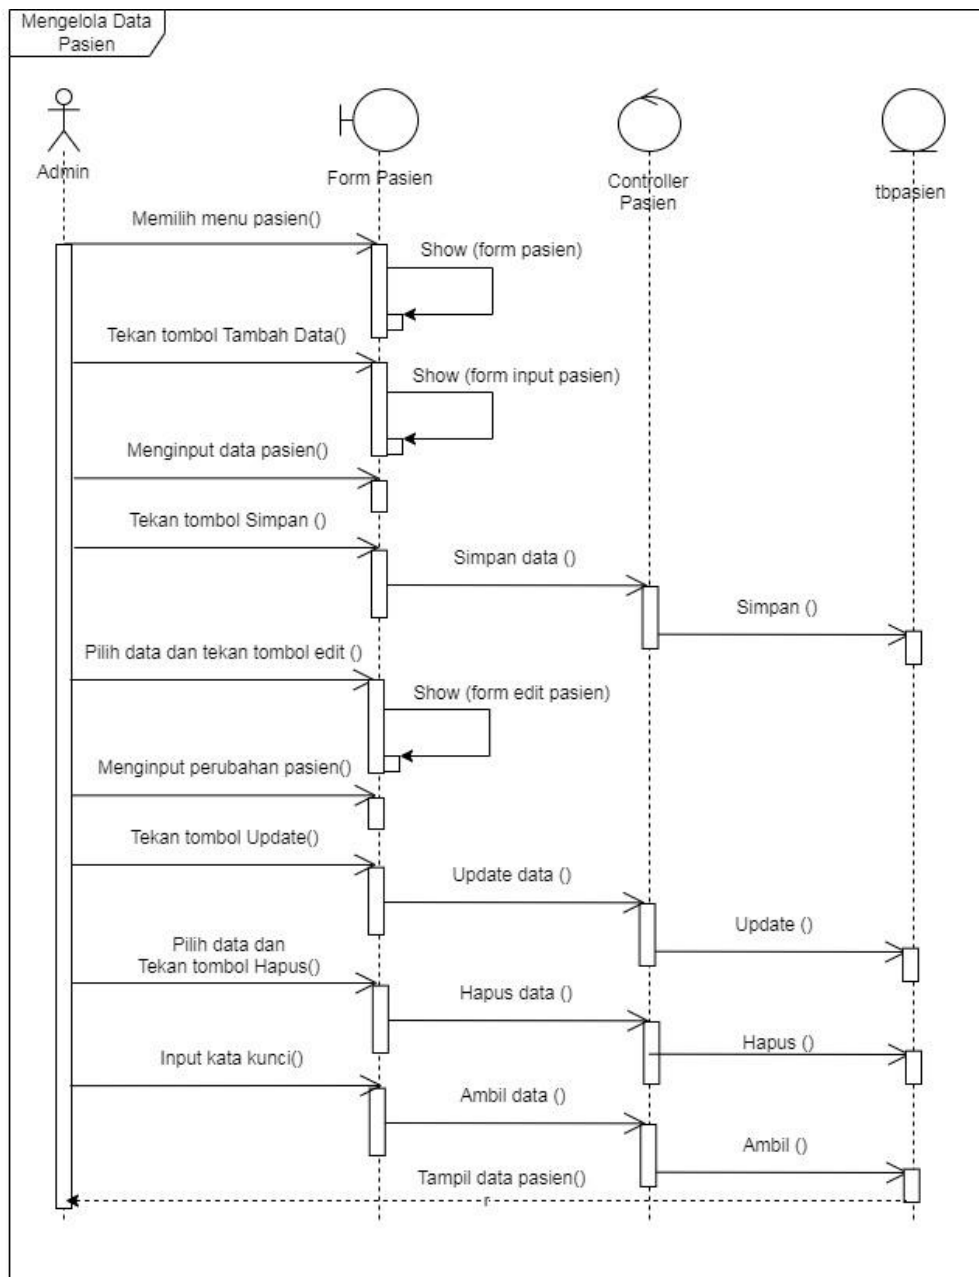 Mengelola Data
Pasien
Admin
Form Pasien
Controller
Pasien
tbpasien
Memilih menu pasien()
Show (form pasien)
Tekan tombol Tambah Data()
Show (form input pasien)
Menginput data pasien()
Tekan tombol Simpan ()
Simpan data ()
Simpan ()
Pilih data dan tekan tombol edit ()
Show (form edit pasien)
Menginput perubahan pasien()
Tekan tombol Update()
Update data ()
Update ()
Pilih data dan
Tekan tombol Hapus()
Hapus data ()
Hapus ()
Input kata kunci()
Ambil data ()
Ambil ()
Tampil data pasien()
r